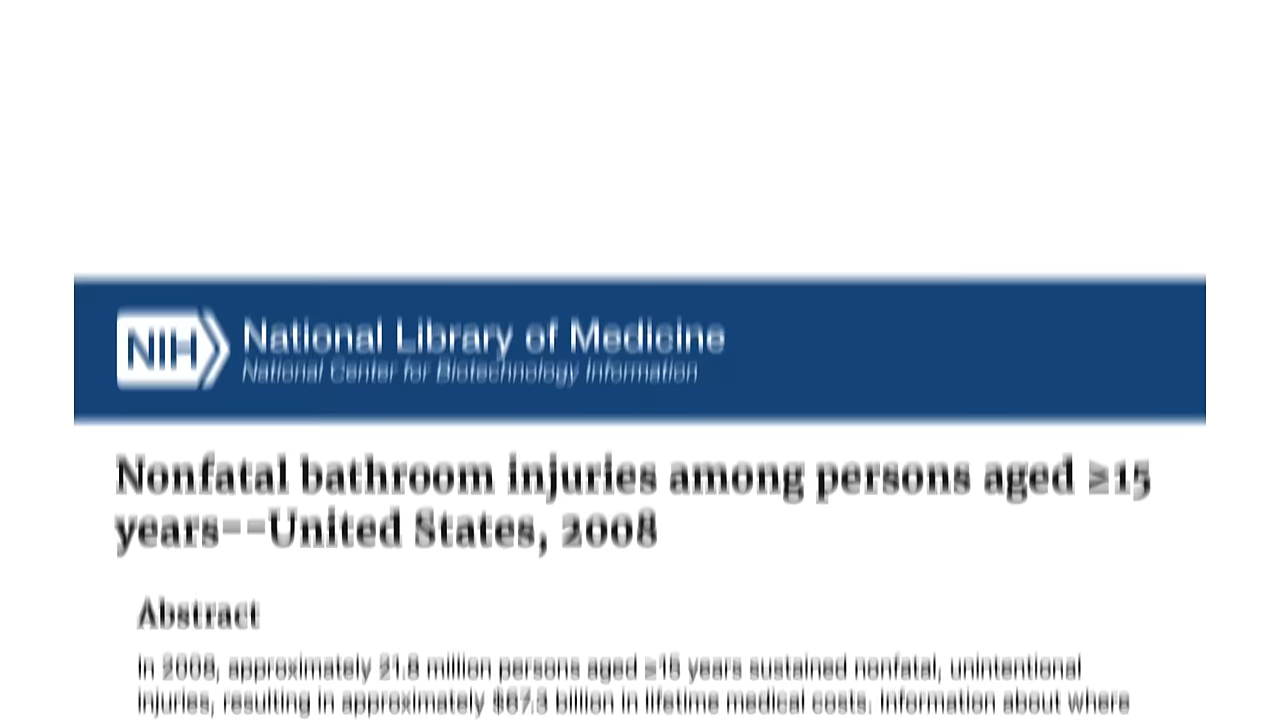 NIH
National Library of Medicine
National Center for Biotechnology Information
Nonfatal bathroom injuries among persons aged ≥15
years--United States, 2008
Abstract
In 2008, approximately 21.8 million persons aged ≥15 years sustained nonfatal, unintentional
injuries, resulting in approximately $67.3 billion in lifetime medical costs. Information about where